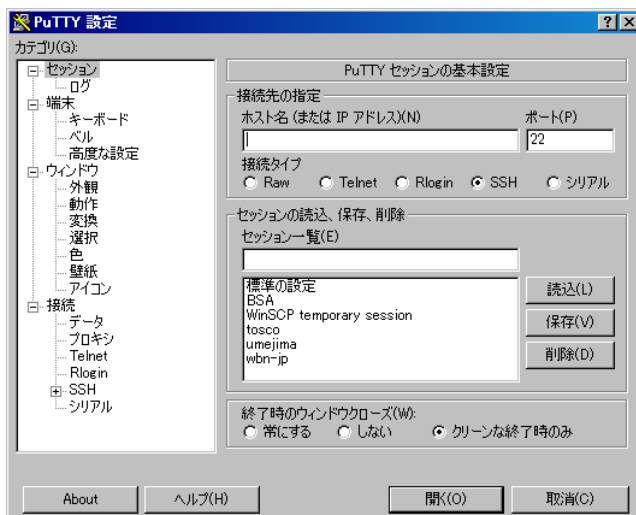 PuTTY 設定
カテゴリ(G):
セッション
ログ
端末
キーボード
ベル
高度な設定
ウィンドウ
外観
動作
変換
選択
色
壁紙
アイコン
接続
データ
プロキシ
Telnet
Rlogin
SSH
シリアル
PuTTY セッションの基本設定
接続先の指定
ホスト名 (または IP アドレス)(N) ポート(P)
22
接続タイプ
Raw Telnet Rlogin SSH シリアル
セッションの読込、保存、削除
セッション一覧(E)
標準の設定
BSA
WinSCP temporary session
tosco
umejima
wbn-jp
読込(L)
保存(V)
削除(D)
終了時のウィンドウクローズ(W):
常にする しない クリーンな終了時のみ
About ヘルプ(H) 開く(O) 取消(C)